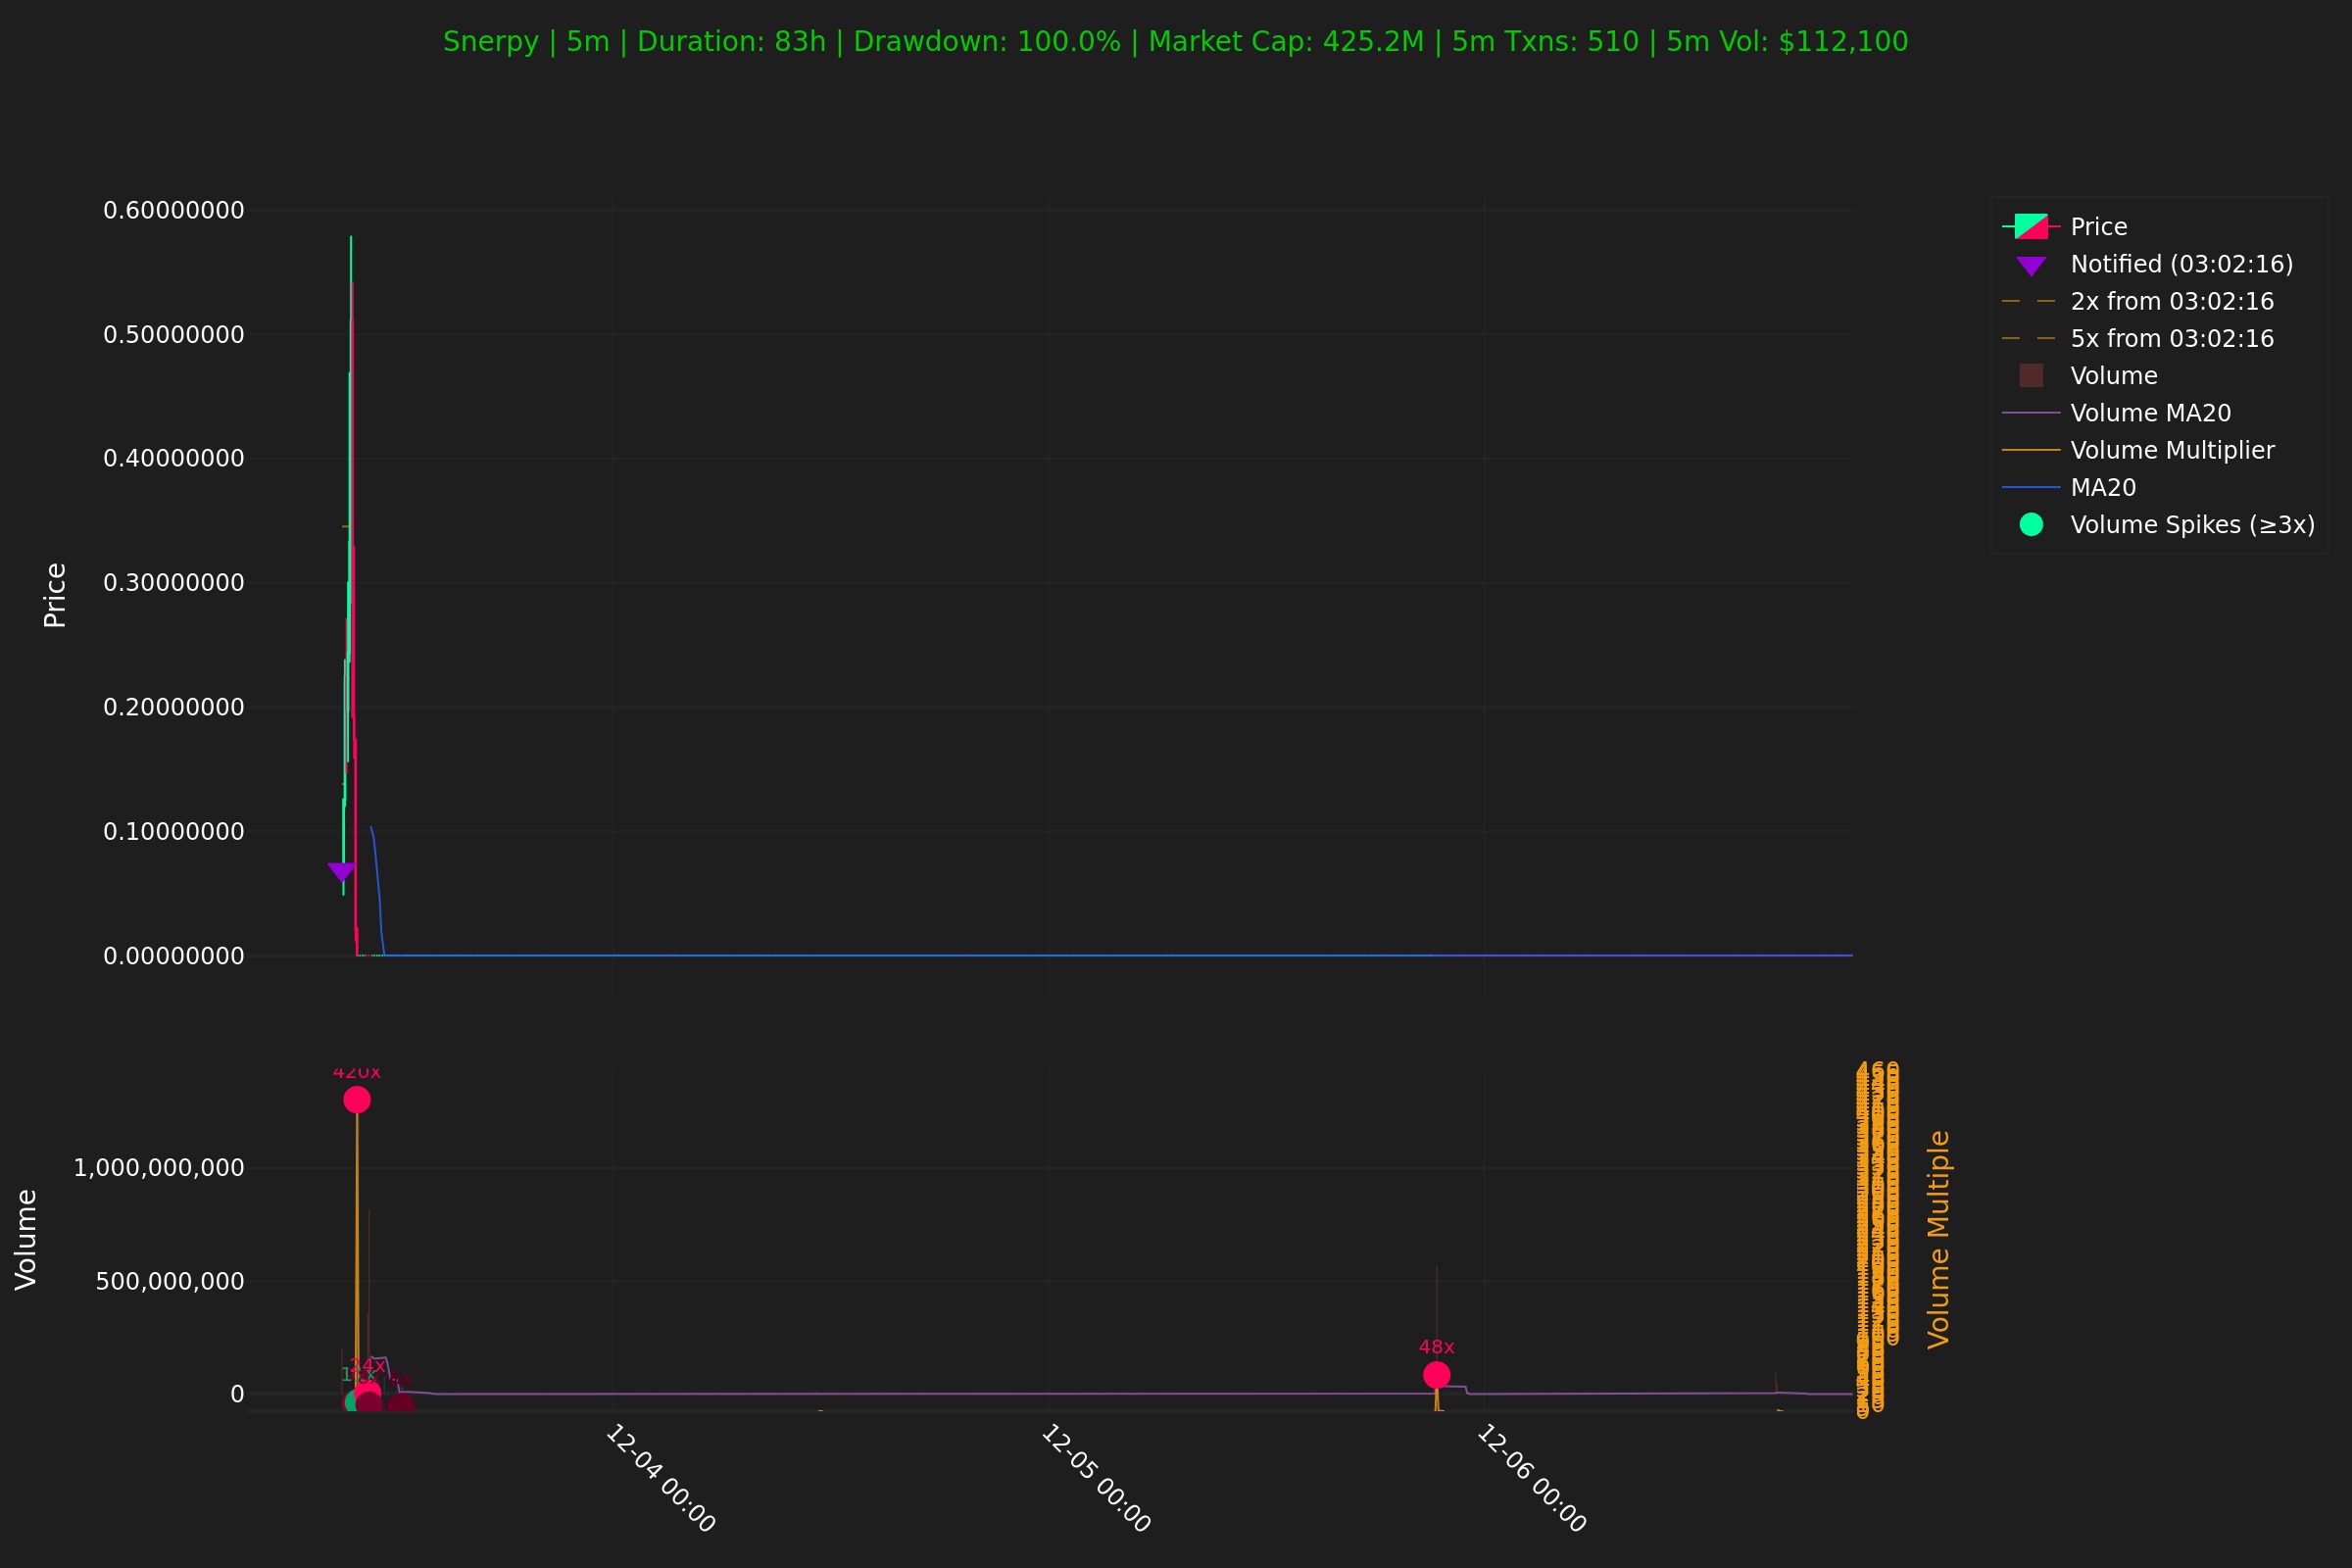 Snerpy | 5m | Duration: 83h | Drawdown: 100.0% | Market Cap: 425.2M | 5m Txns: 510 | 5m Vol: $112,100
Price
0.60000000
0.50000000
0.40000000
0.30000000
0.20000000
0.10000000
0.00000000
Price
Notified (03:02:16)
2x from 03:02:16
5x from 03:02:16
Volume
Volume MA20
Volume Multiplier
MA20
Volume Spikes (≥3x)
Volume
1,000,000,000
500,000,000
0
420x
48x
Volume Multiple
12-04 00:00
12-05 00:00
12-06 00:00